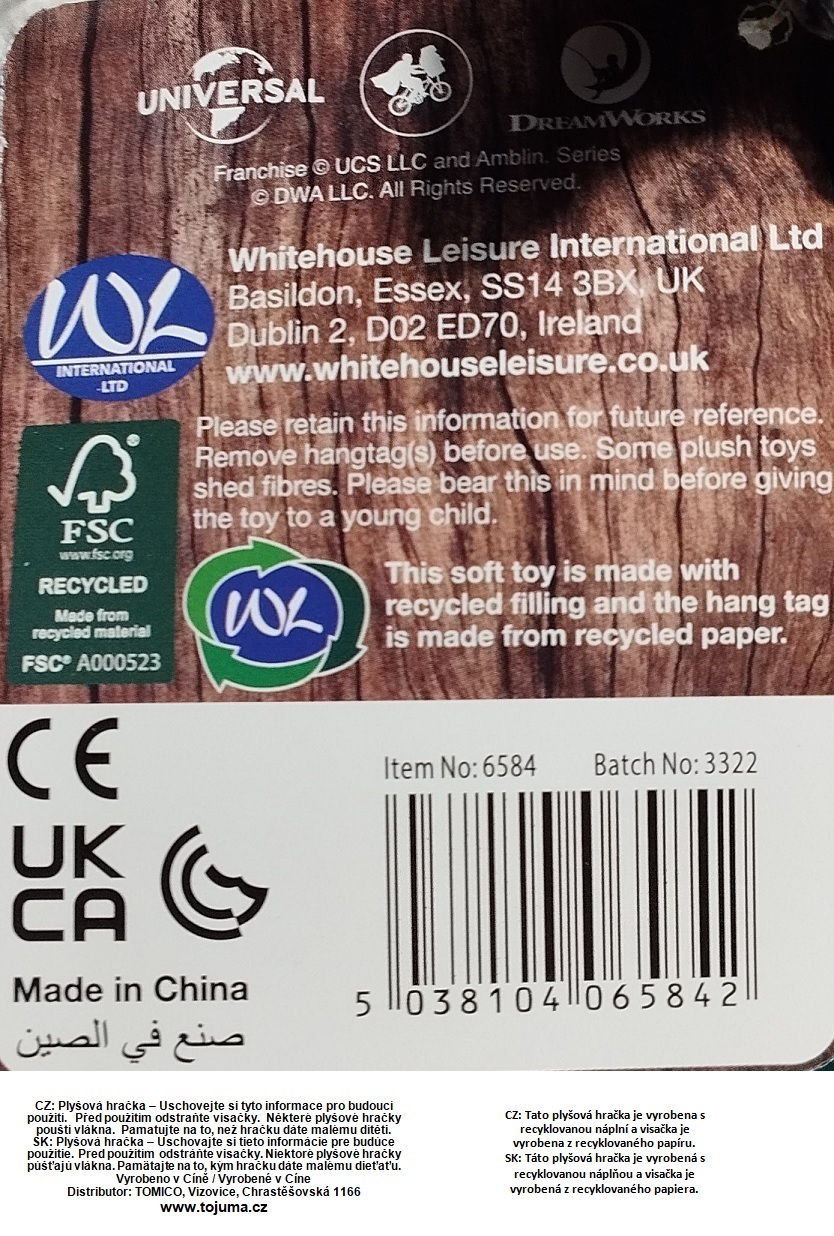 UNIVERSAL
DREAMWORKS
Franchise © UCS LLC and Amblin. Series
© DWA LLC. All Rights Reserved.
WL
INTERNATIONAL
-LTD
Whitehouse Leisure International Ltd
Basildon, Essex, SS14 3BX, UK
Dublin 2, D02 ED70, Ireland
www.whitehouseleisure.co.uk
Please retain this information for future reference.
Remove hangtag(s) before use. Some plush toys
shed fibres. Please bear this in mind before giving
the toy to a young child.
FSC
www.fsc.org
RECYCLED
Made from
recycled material
FSC® A000523
WL
This soft toy is made with
recycled filling and the hang tag
is made from recycled paper.
CE
UK
CA
Made in China
صنع في الصين
Item No: 6584 Batch No: 3322
5 038104 065842
CZ: Plyšová hračka – Uschovejte si tyto informace pro budoucí
použití. Před použitím odstraňte visačky. Některé plyšové hračky
pouští vlákna. Pamatujte na to, než hračku dáte malému dítěti.
SK: Plyšová hračka – Uschovajte si tieto informácie pre budúce
použitie. Pred použitím odstráňte visačky. Niektoré plyšové hračky
púšťajú vlákna. Pamätajte na to, kým hračku dáte malému dieťaťu.
Vyrobeno v Číně / Vyrobené v Číne
Distributor: TOMICO, Vizovice, Chrastěšovská 1166
www.tojuma.cz
CZ: Tato plyšová hračka je vyrobena s
recyklovanou náplní a visačka je
vyrobena z recyklovaného papíru.
SK: Táto plyšová hračka je vyrobená s
recyklovanou náplňou a visačka je
vyrobená z recyklovaného papiera.